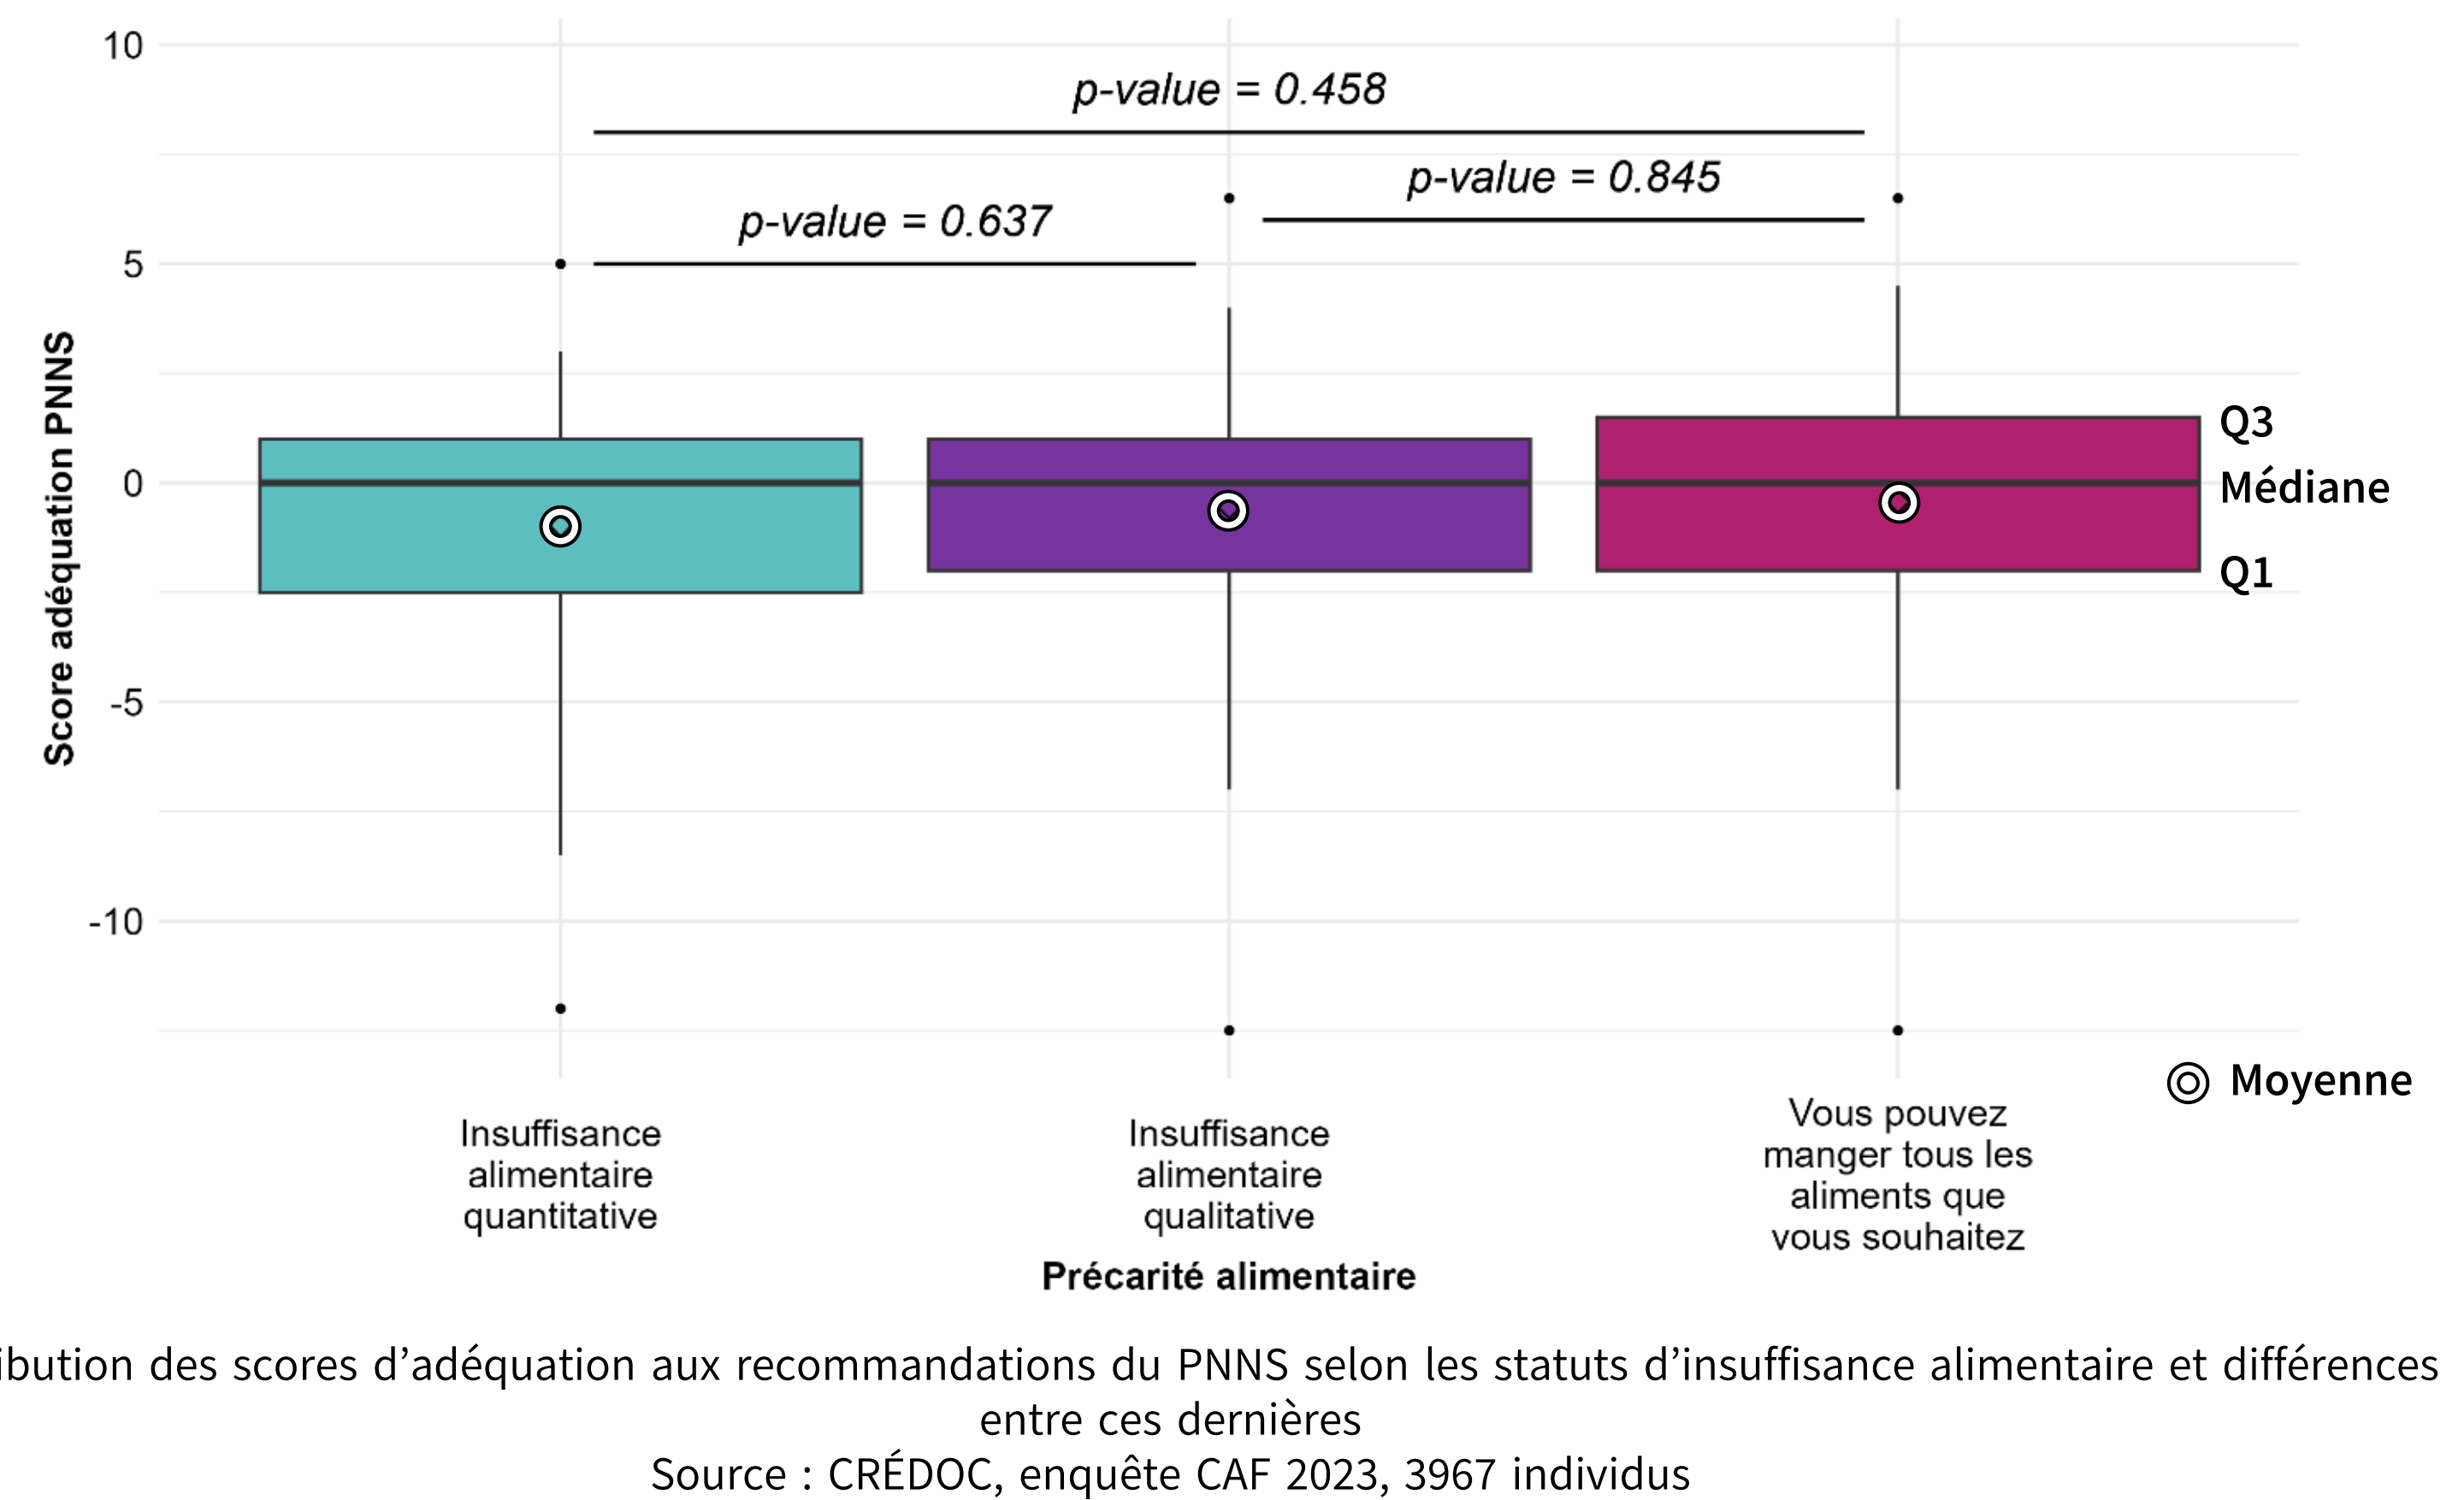 10
p-value = 0.458
p-value = 0.845
p-value = 0.637
5
Score adéquation PNNS
Q3
0
Médiane
Q1
-5
-10
Moyenne
Insuffisance
alimentaire
quantitative
Insuffisance
alimentaire
qualitative
Vous pouvez
manger tous les
aliments que
vous souhaitez
Précarité alimentaire
ibution des scores d’adéquation aux recommandations du PNNS selon les statuts d’insuffisance alimentaire et différences
entre ces dernières
Source : CRÉDOC, enquête CAF 2023, 3967 individus